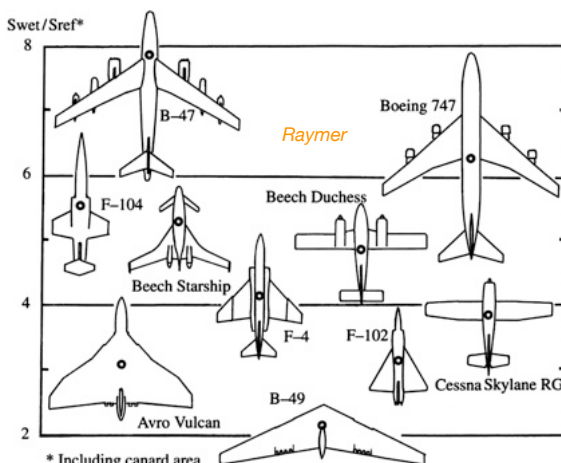 Swet/Sref*
8
B–47
Raymer
Boeing 747
6
F–104
Beech Duchess
Beech Starship
4
F–4
F–102
Cessna Skylane RG
Avro Vulcan
B–49
2
* Including canard area